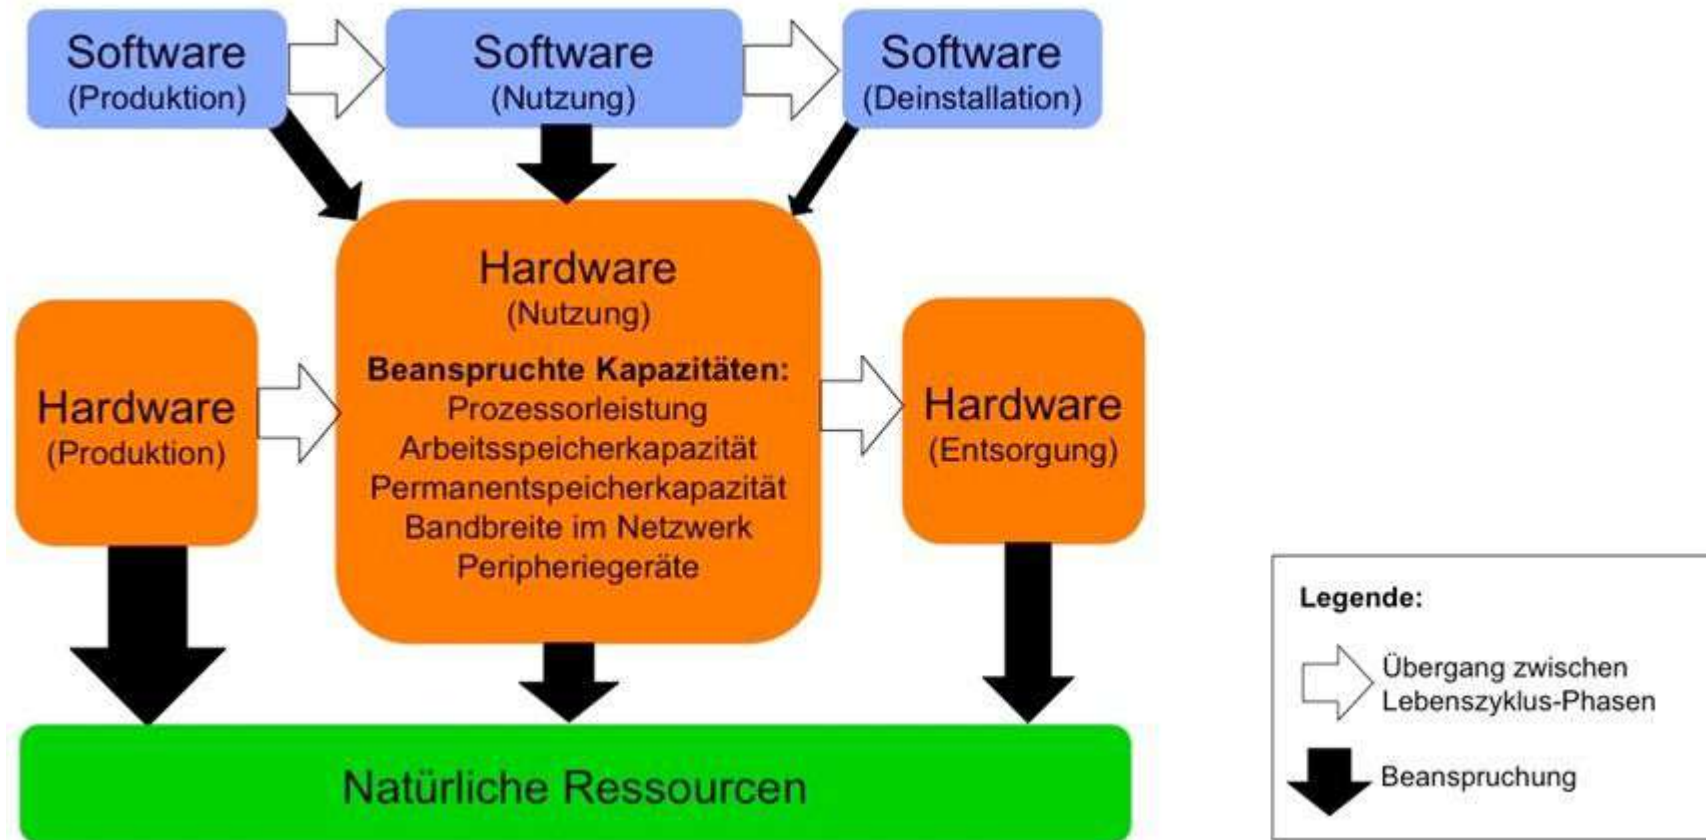 Software
(Produktion)
Software
(Nutzung)
Software
(Deinstallation)
Hardware
(Nutzung)
Beanspruchte Kapazitäten:
Prozessorleistung
Arbeitsspeicherkapazität
Permanentspeicherkapazität
Bandbreite im Netzwerk
Peripheriegeräte
Hardware
(Produktion)
Hardware
(Entsorgung)
Natürliche Ressourcen
Legende:
Übergang zwischen
Lebenszyklus-Phasen
Beanspruchung